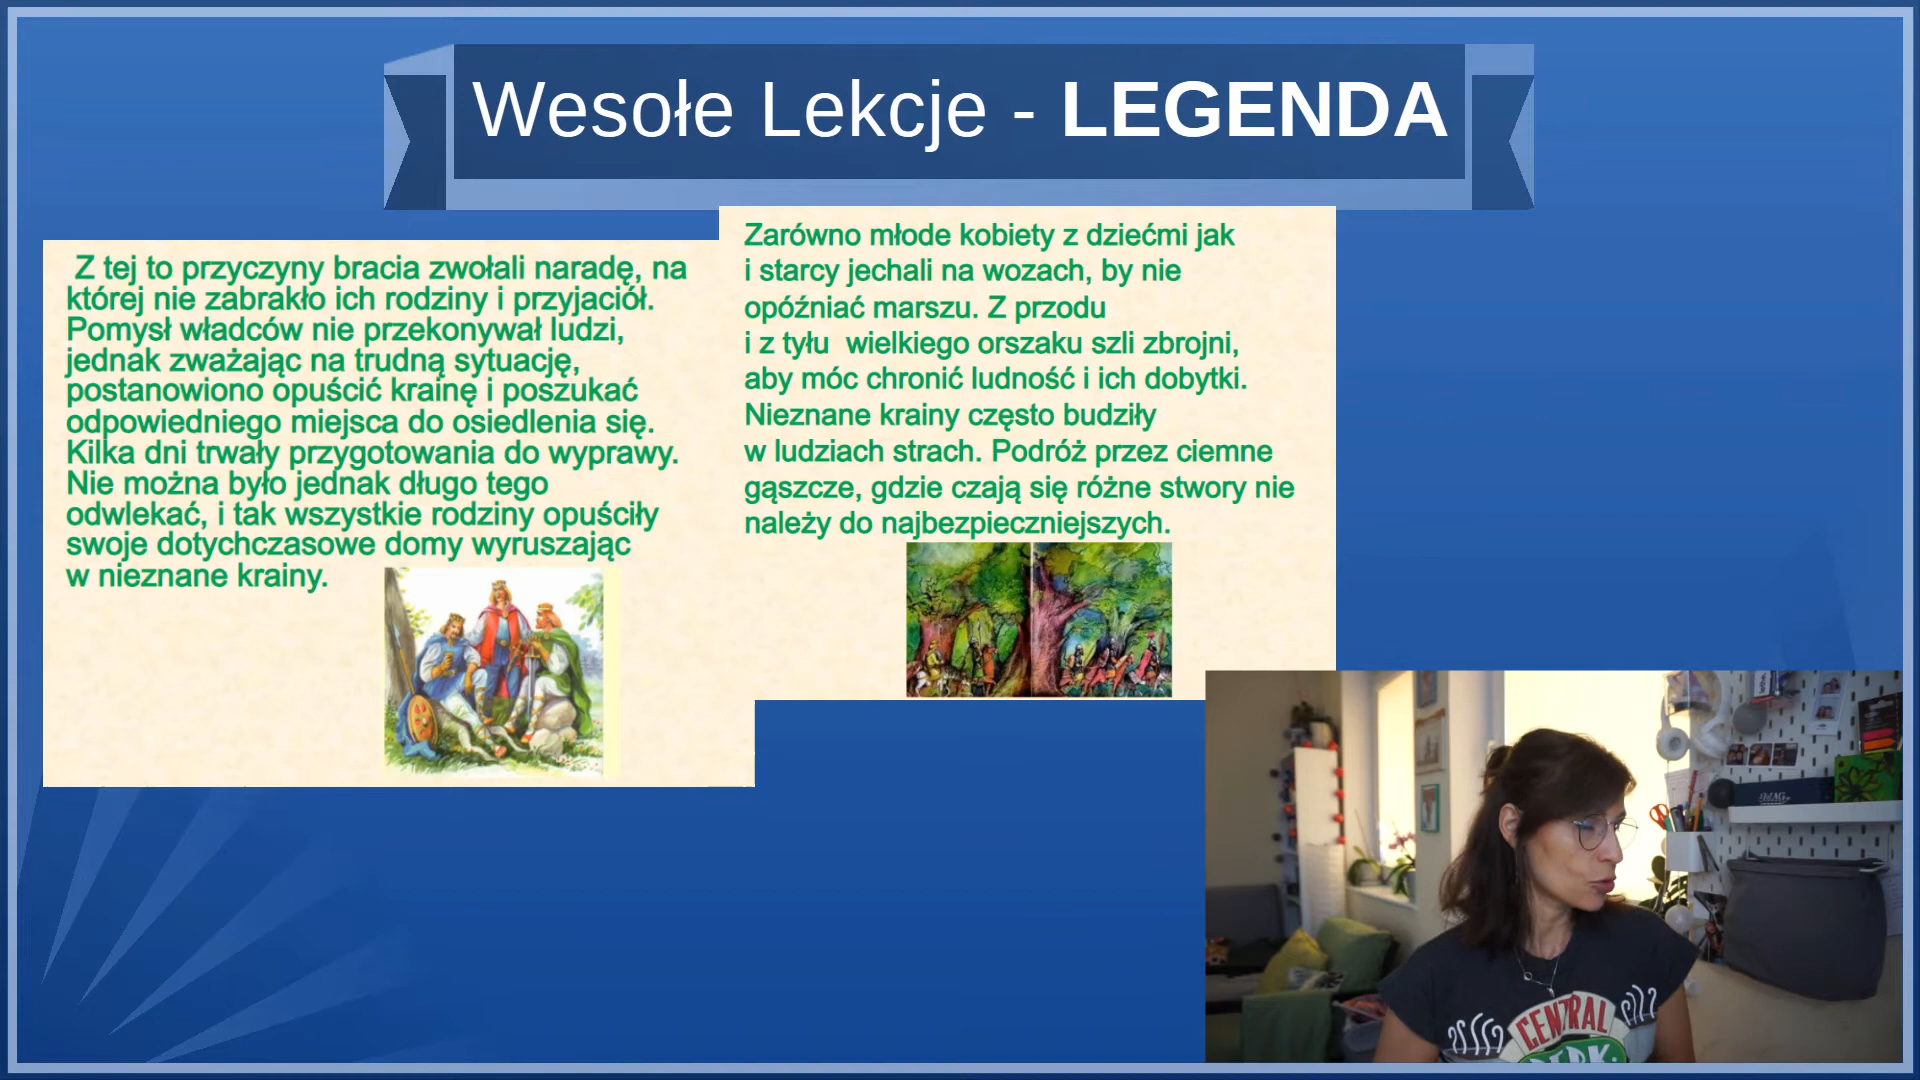 Wesołe Lekcje - LEGENDA
Z tej to przyczyny bracia zwołali naradę, na
której nie zabrakło ich rodziny i przyjaciół.
Pomysł władców nie przekonywał ludzi,
jednak zważając na trudną sytuację,
postanowiono opuścić krainę i poszukać
odpowiedniego miejsca do osiedlenia się.
Kilka dni trwały przygotowania do wyprawy.
Nie można było jednak długo tego
odwlekać, i tak wszystkie rodziny opuściły
swoje dotychczasowe domy wyruszając
w nieznane krainy.
Zarówno młode kobiety z dziećmi jak
i starcy jechali na wozach, by nie
opóźniać marszu. Z przodu
i z tyłu wielkiego orszaku szli zbrojni,
aby móc chronić ludność i ich dobytki.
Nieznane krainy często budziły
w ludziach strach. Podróż przez ciemne
gąszcze, gdzie czają się różne stwory nie
należy do najbezpieczniejszych.
CENTRAL
PERK